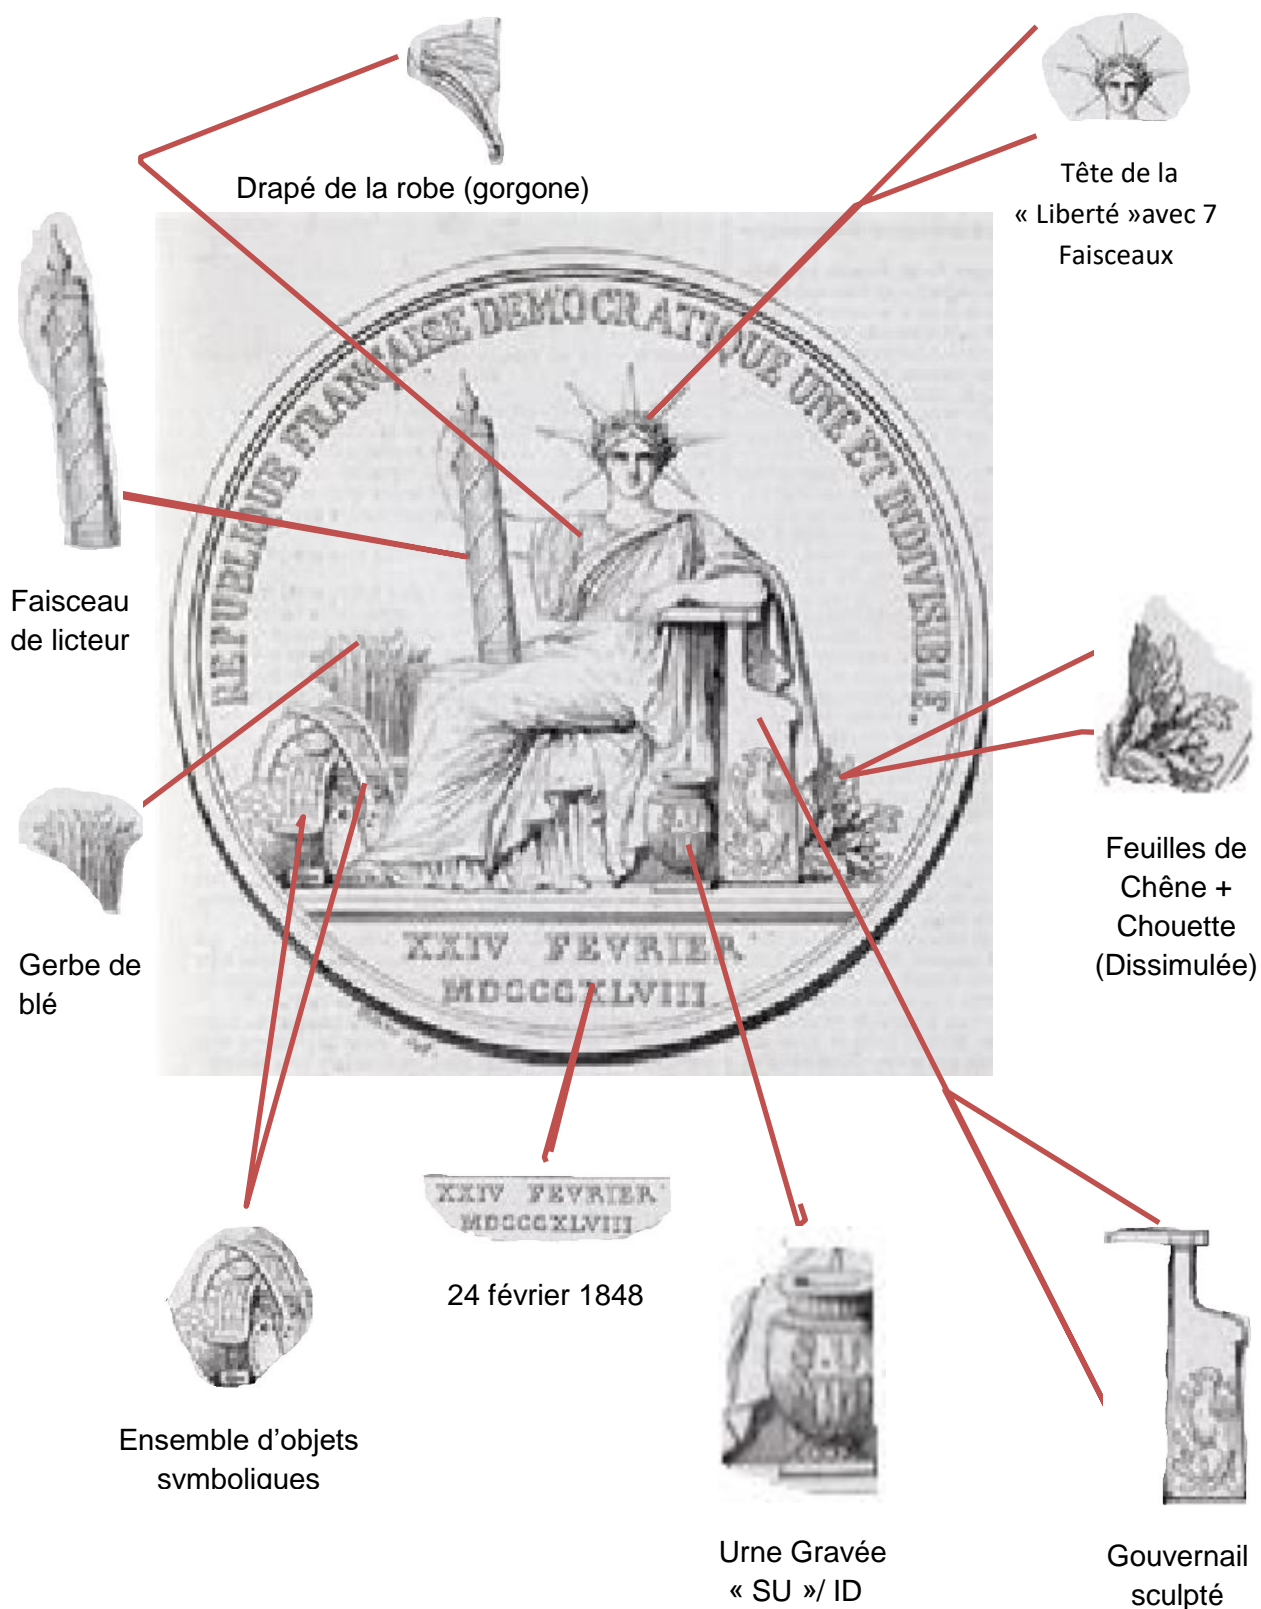 Drapé de la robe (gorgone)
Tête de la
« Liberté »avec 7
Faisceaux
REPUBLIQUE FRANÇAISE DEMOCRATIQUE UNE ET INDIVISIBLE.
Faisceau
de licteur
Feuilles de
Chêne +
Chouette
(Dissimulée)
Gerbe de
blé
XXIV FEVRIER
MDCCCXLVIII
XXIV FEVRIER
MDCCCXLVIII
24 février 1848
S.U
Ensemble d’objets
symboliques
Urne Gravée
« SU »/ ID
Gouvernail
sculpté